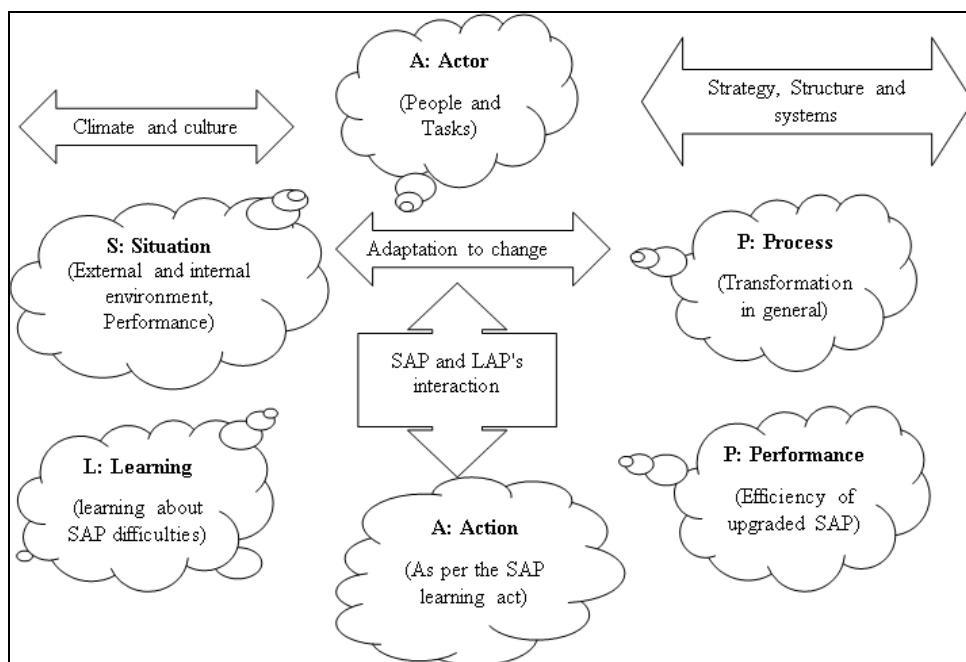 A: Actor
(People and
Tasks)
Climate and culture
Strategy, Structure and
systems
S: Situation
(External and internal
environment,
Performance)
Adaptation to change
P: Process
(Transformation
in general)
SAP and LAP's
interaction
L: Learning
(learning about
SAP difficulties)
A: Action
(As per the SAP
learning act)
P: Performance
(Efficiency of
upgraded SAP)